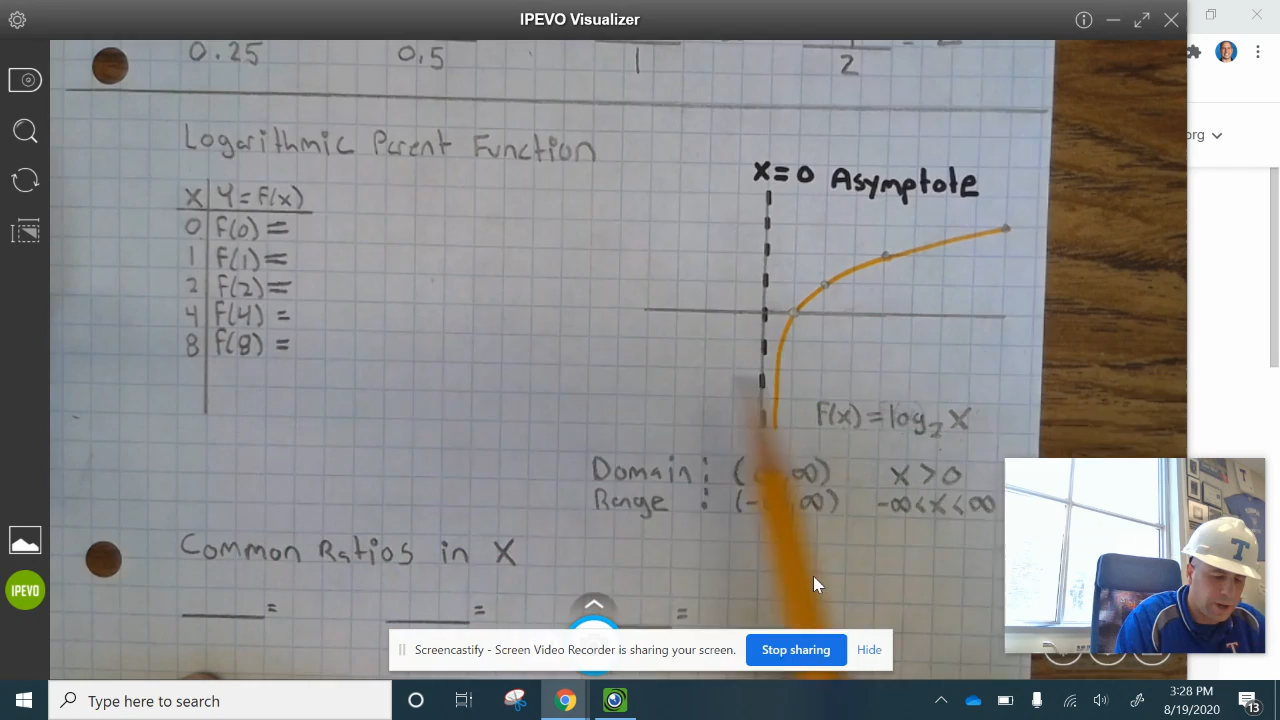 IPEVO Visualizer
0.25 0.5 1 2
Logarithmic Parent Function
X Y = F(x)
0 F(0) =
1 F(1) =
2 F(2) =
4 F(4) =
8 F(8) =
x = 0 Asymptote
F(x) = log₂ X
Domain : ( ,∞) X > 0
Range : (- ,∞) -∞ < X < ∞
Common Ratios in X
= = =
T
T
org
IPEVO
Screencastify - Screen Video Recorder is sharing your screen.
Stop sharing
Hide
Type here to search
3:28 PM
8/19/2020
13